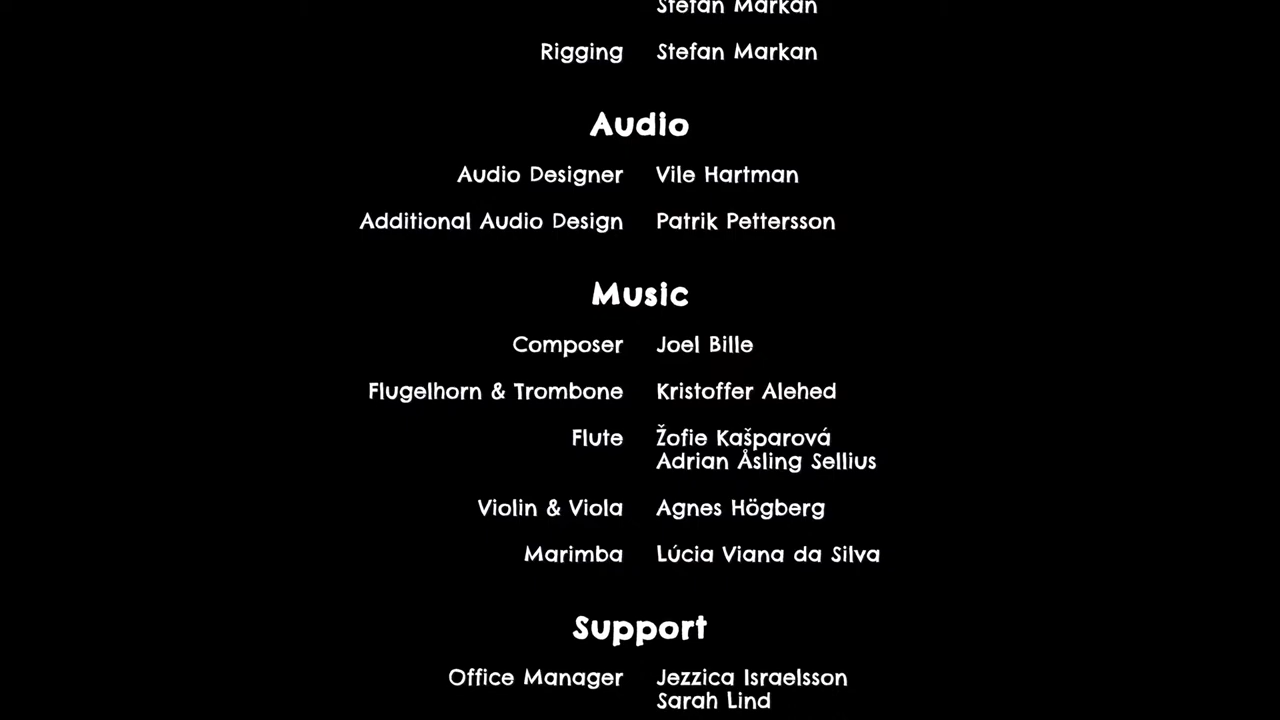 Stefan Markan
Rigging Stefan Markan
Audio
Audio Designer Vile Hartman
Additional Audio Design Patrik Pettersson
Music
Composer Joel Bille
Flugelhorn & Trombone Kristoffer Alehed
Flute Žofie Kašparová
Adrian Åsling Sellius
Violin & Viola Agnes Högberg
Marimba Lúcia Viana da Silva
Support
Office Manager Jezzica Israelsson
Sarah Lind